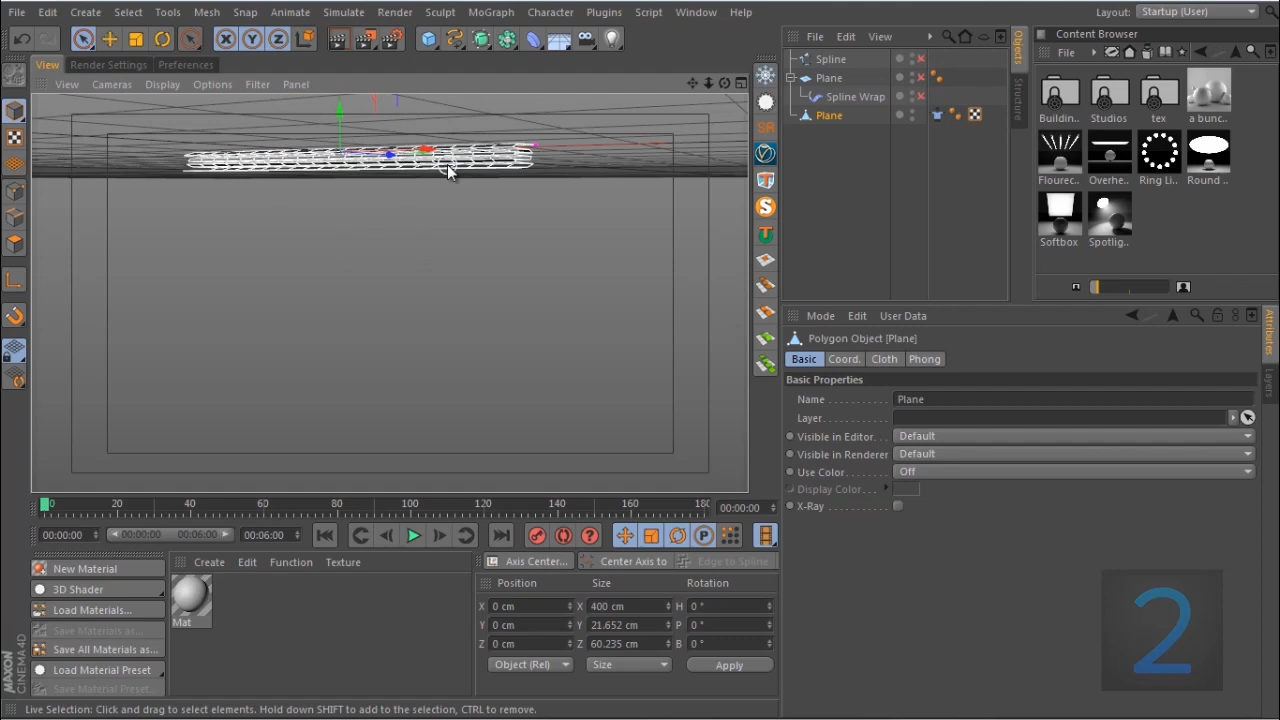 File Edit Create Select Tools Mesh Snap Animate Simulate Render Sculpt MoGraph Character Plugins Script Window Help Layout: Startup (User)
View Render Settings Preferences
View Cameras Display Options Filter Panel
File Edit View
Objects
Structure
Spline
Plane
Spline Wrap
Plane
Content Browser
File
Buildin.. Studios tex a bunc..
Flourec.. Overhe.. Ring Li.. Round ..
Softbox Spotlig..
SR
Mode Edit User Data
Attributes
Layers
Polygon Object [Plane]
Basic Coord. Cloth Phong
Basic Properties
Name Plane
Layer
Visible in Editor Default
Visible in Renderer Default
Use Color Off
Display Color
X-Ray
0 20 40 60 80 100 120 140 160 180 00:00:00
00:00:00 00:00:00 00:06:00 00:06:00
New Material
3D Shader
Load Materials...
Save Materials as...
Save All Materials as...
Load Material Preset
Save Material Preset...
Create Edit Function Texture
Mat
Axis Center... Center Axis to Edge to Spline
Position Size Rotation
X 0 cm X 400 cm H 0 °
Y 0 cm Y 21.652 cm P 0 °
Z 0 cm Z 60.235 cm B 0 °
Object (Rel) Size Apply
2
MAXON
CINEMA 4D
Live Selection: Click and drag to select elements. Hold down SHIFT to add to the selection, CTRL to remove.